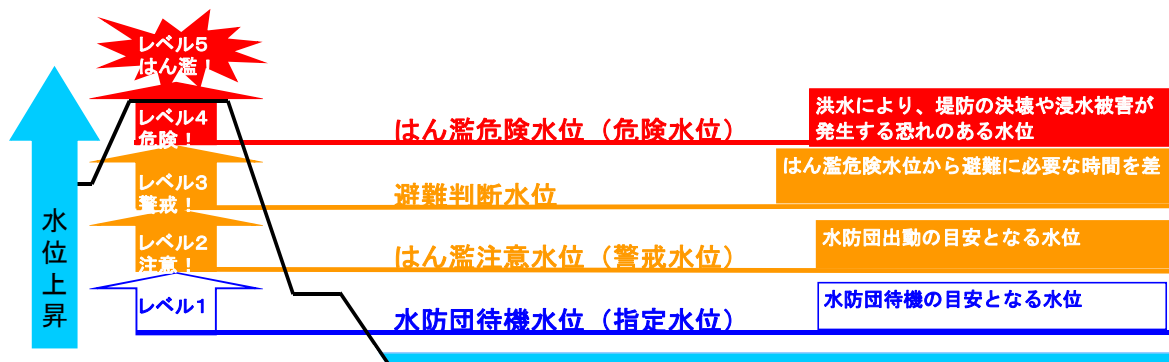 レベル5
はん濫!
レベル4
危険!
はん濫危険水位(危険水位)
洪水により、堤防の決壊や浸水被害が
発生する恐れのある水位
レベル3
警戒!
避難判断水位
はん濫危険水位から避難に必要な時間を差
レベル2
注意!
はん濫注意水位(警戒水位)
水防団出動の目安となる水位
レベル1
水防団待機水位(指定水位)
水防団待機の目安となる水位
水位上昇